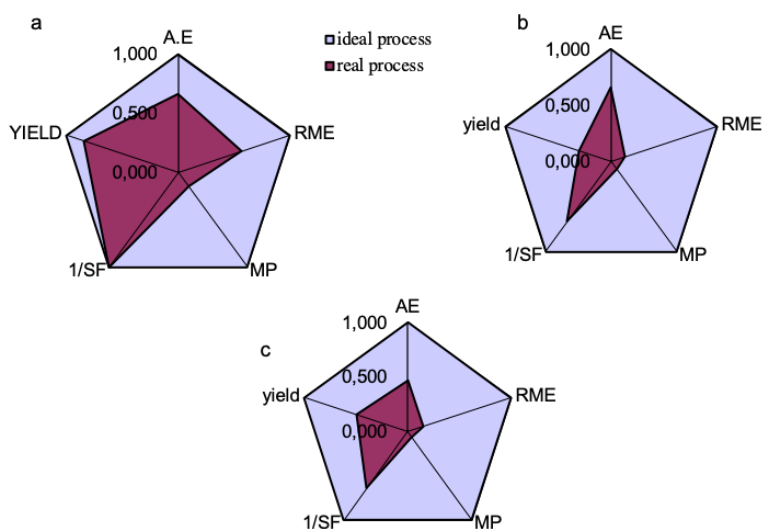 a
A.E
1,000
0,500
0,000
YIELD
RME
1/SF
MP
ideal process
real process
b
AE
1,000
0,500
0,000
yield
RME
1/SF
MP
c
AE
1,000
0,500
0,000
yield
RME
1/SF
MP